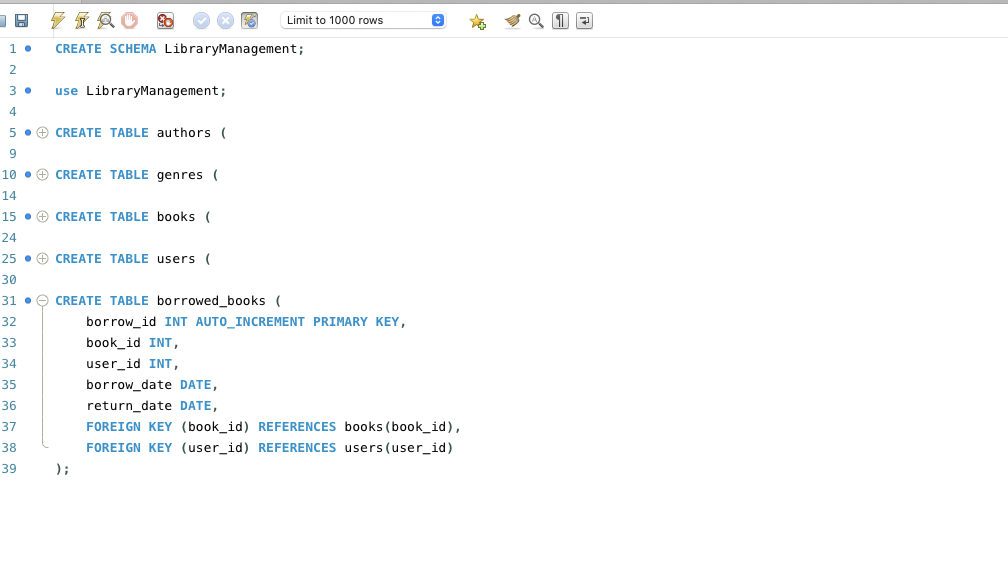 Limit to 1000 rows
1 CREATE SCHEMA LibraryManagement;
2
3 use LibraryManagement;
4
5 CREATE TABLE authors (
9
10 CREATE TABLE genres (
14
15 CREATE TABLE books (
24
25 CREATE TABLE users (
30
31 CREATE TABLE borrowed_books (
32 borrow_id INT AUTO_INCREMENT PRIMARY KEY,
33 book_id INT,
34 user_id INT,
35 borrow_date DATE,
36 return_date DATE,
37 FOREIGN KEY (book_id) REFERENCES books(book_id),
38 FOREIGN KEY (user_id) REFERENCES users(user_id)
39 );